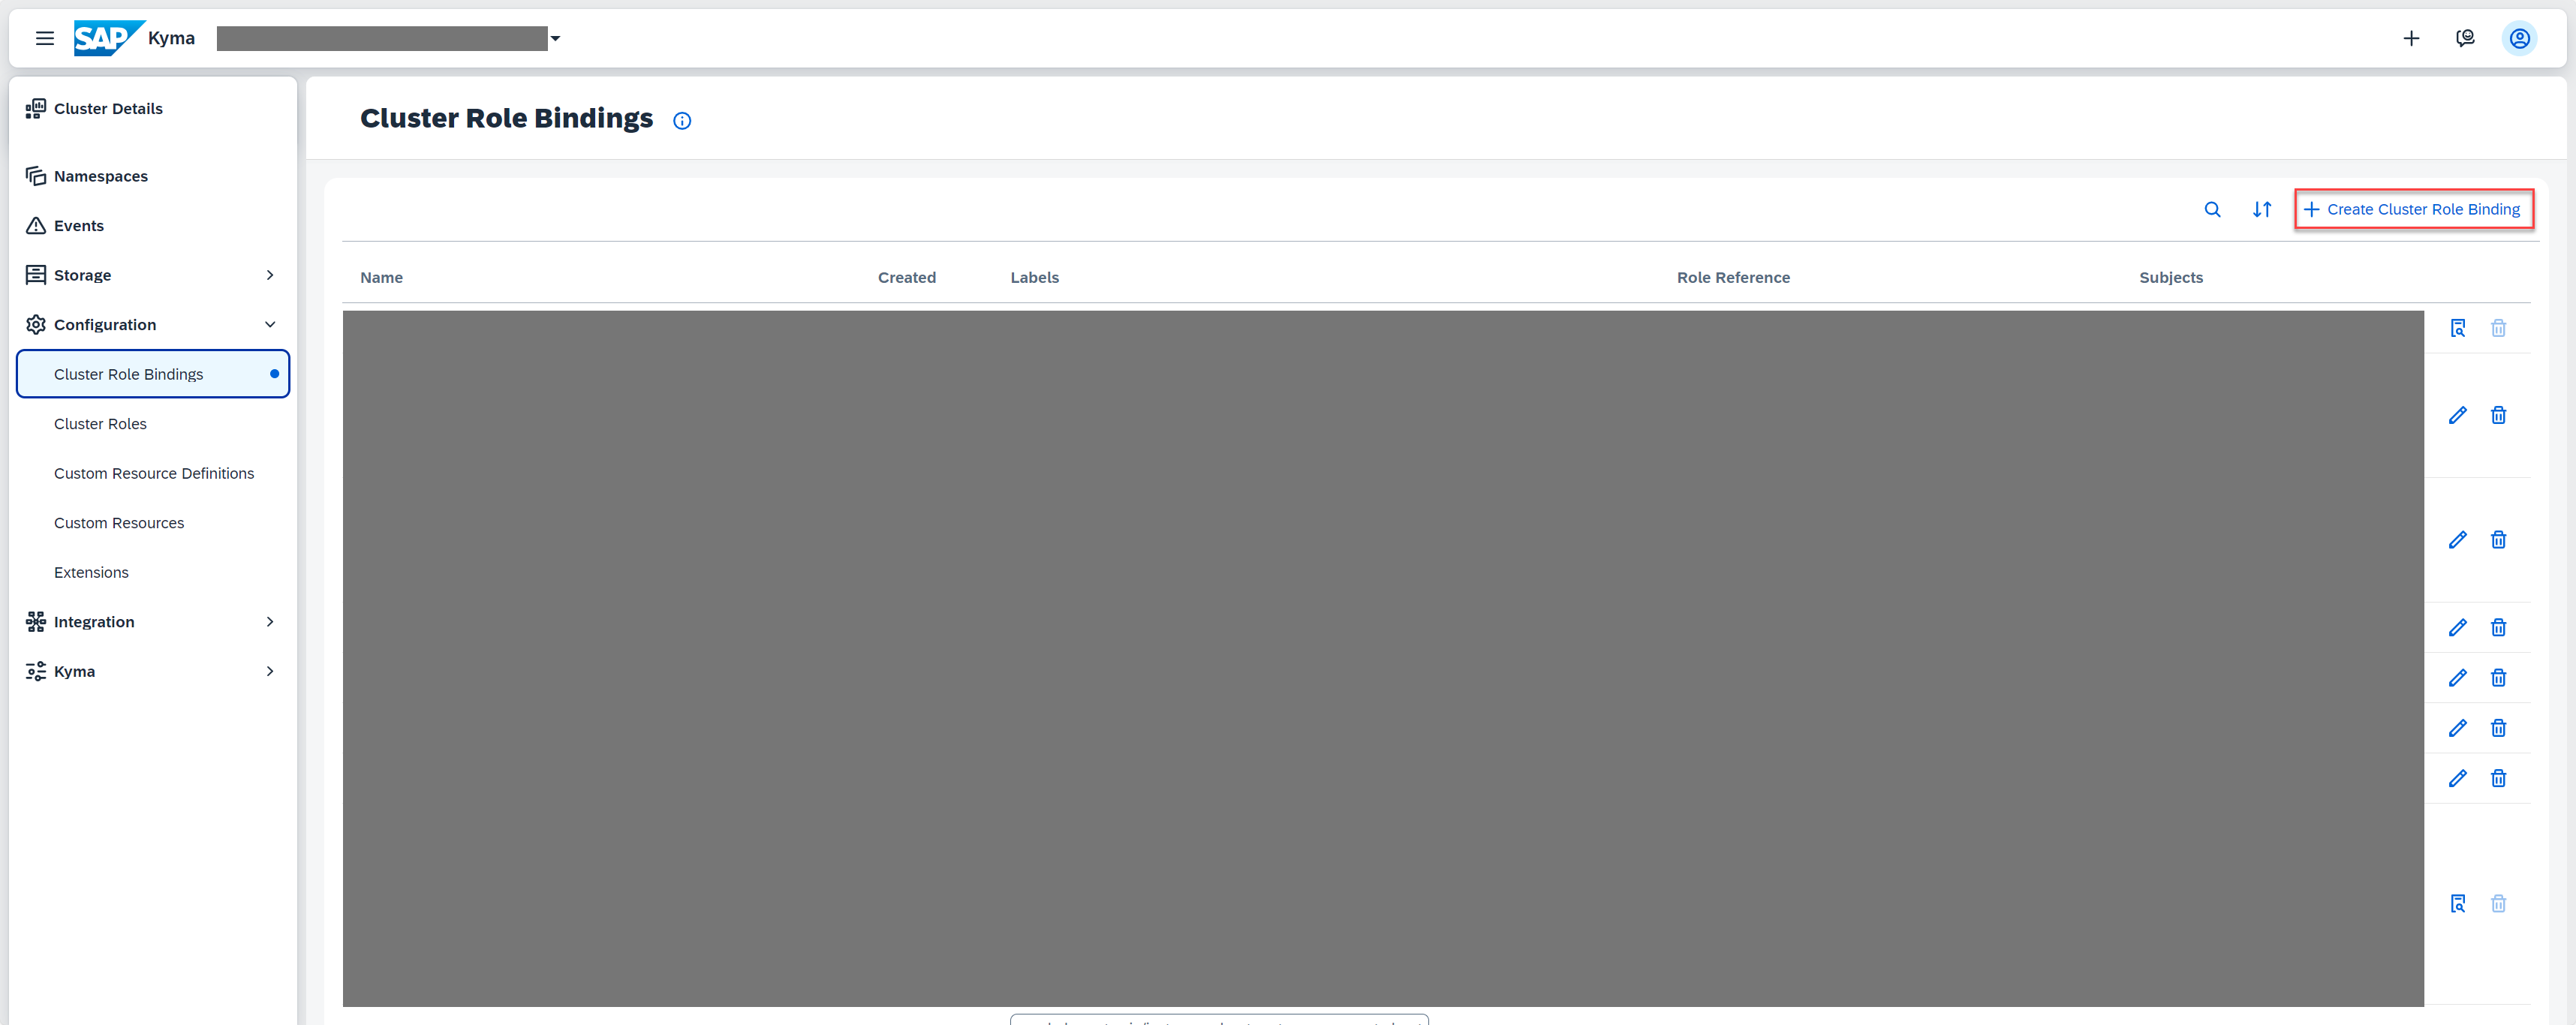 SAP Kyma
Cluster Details
Namespaces
Events
Storage
Configuration
Cluster Role Bindings
Cluster Roles
Custom Resource Definitions
Custom Resources
Extensions
Integration
Kyma
Cluster Role Bindings
Create Cluster Role Binding
Name Created Labels Role Reference Subjects